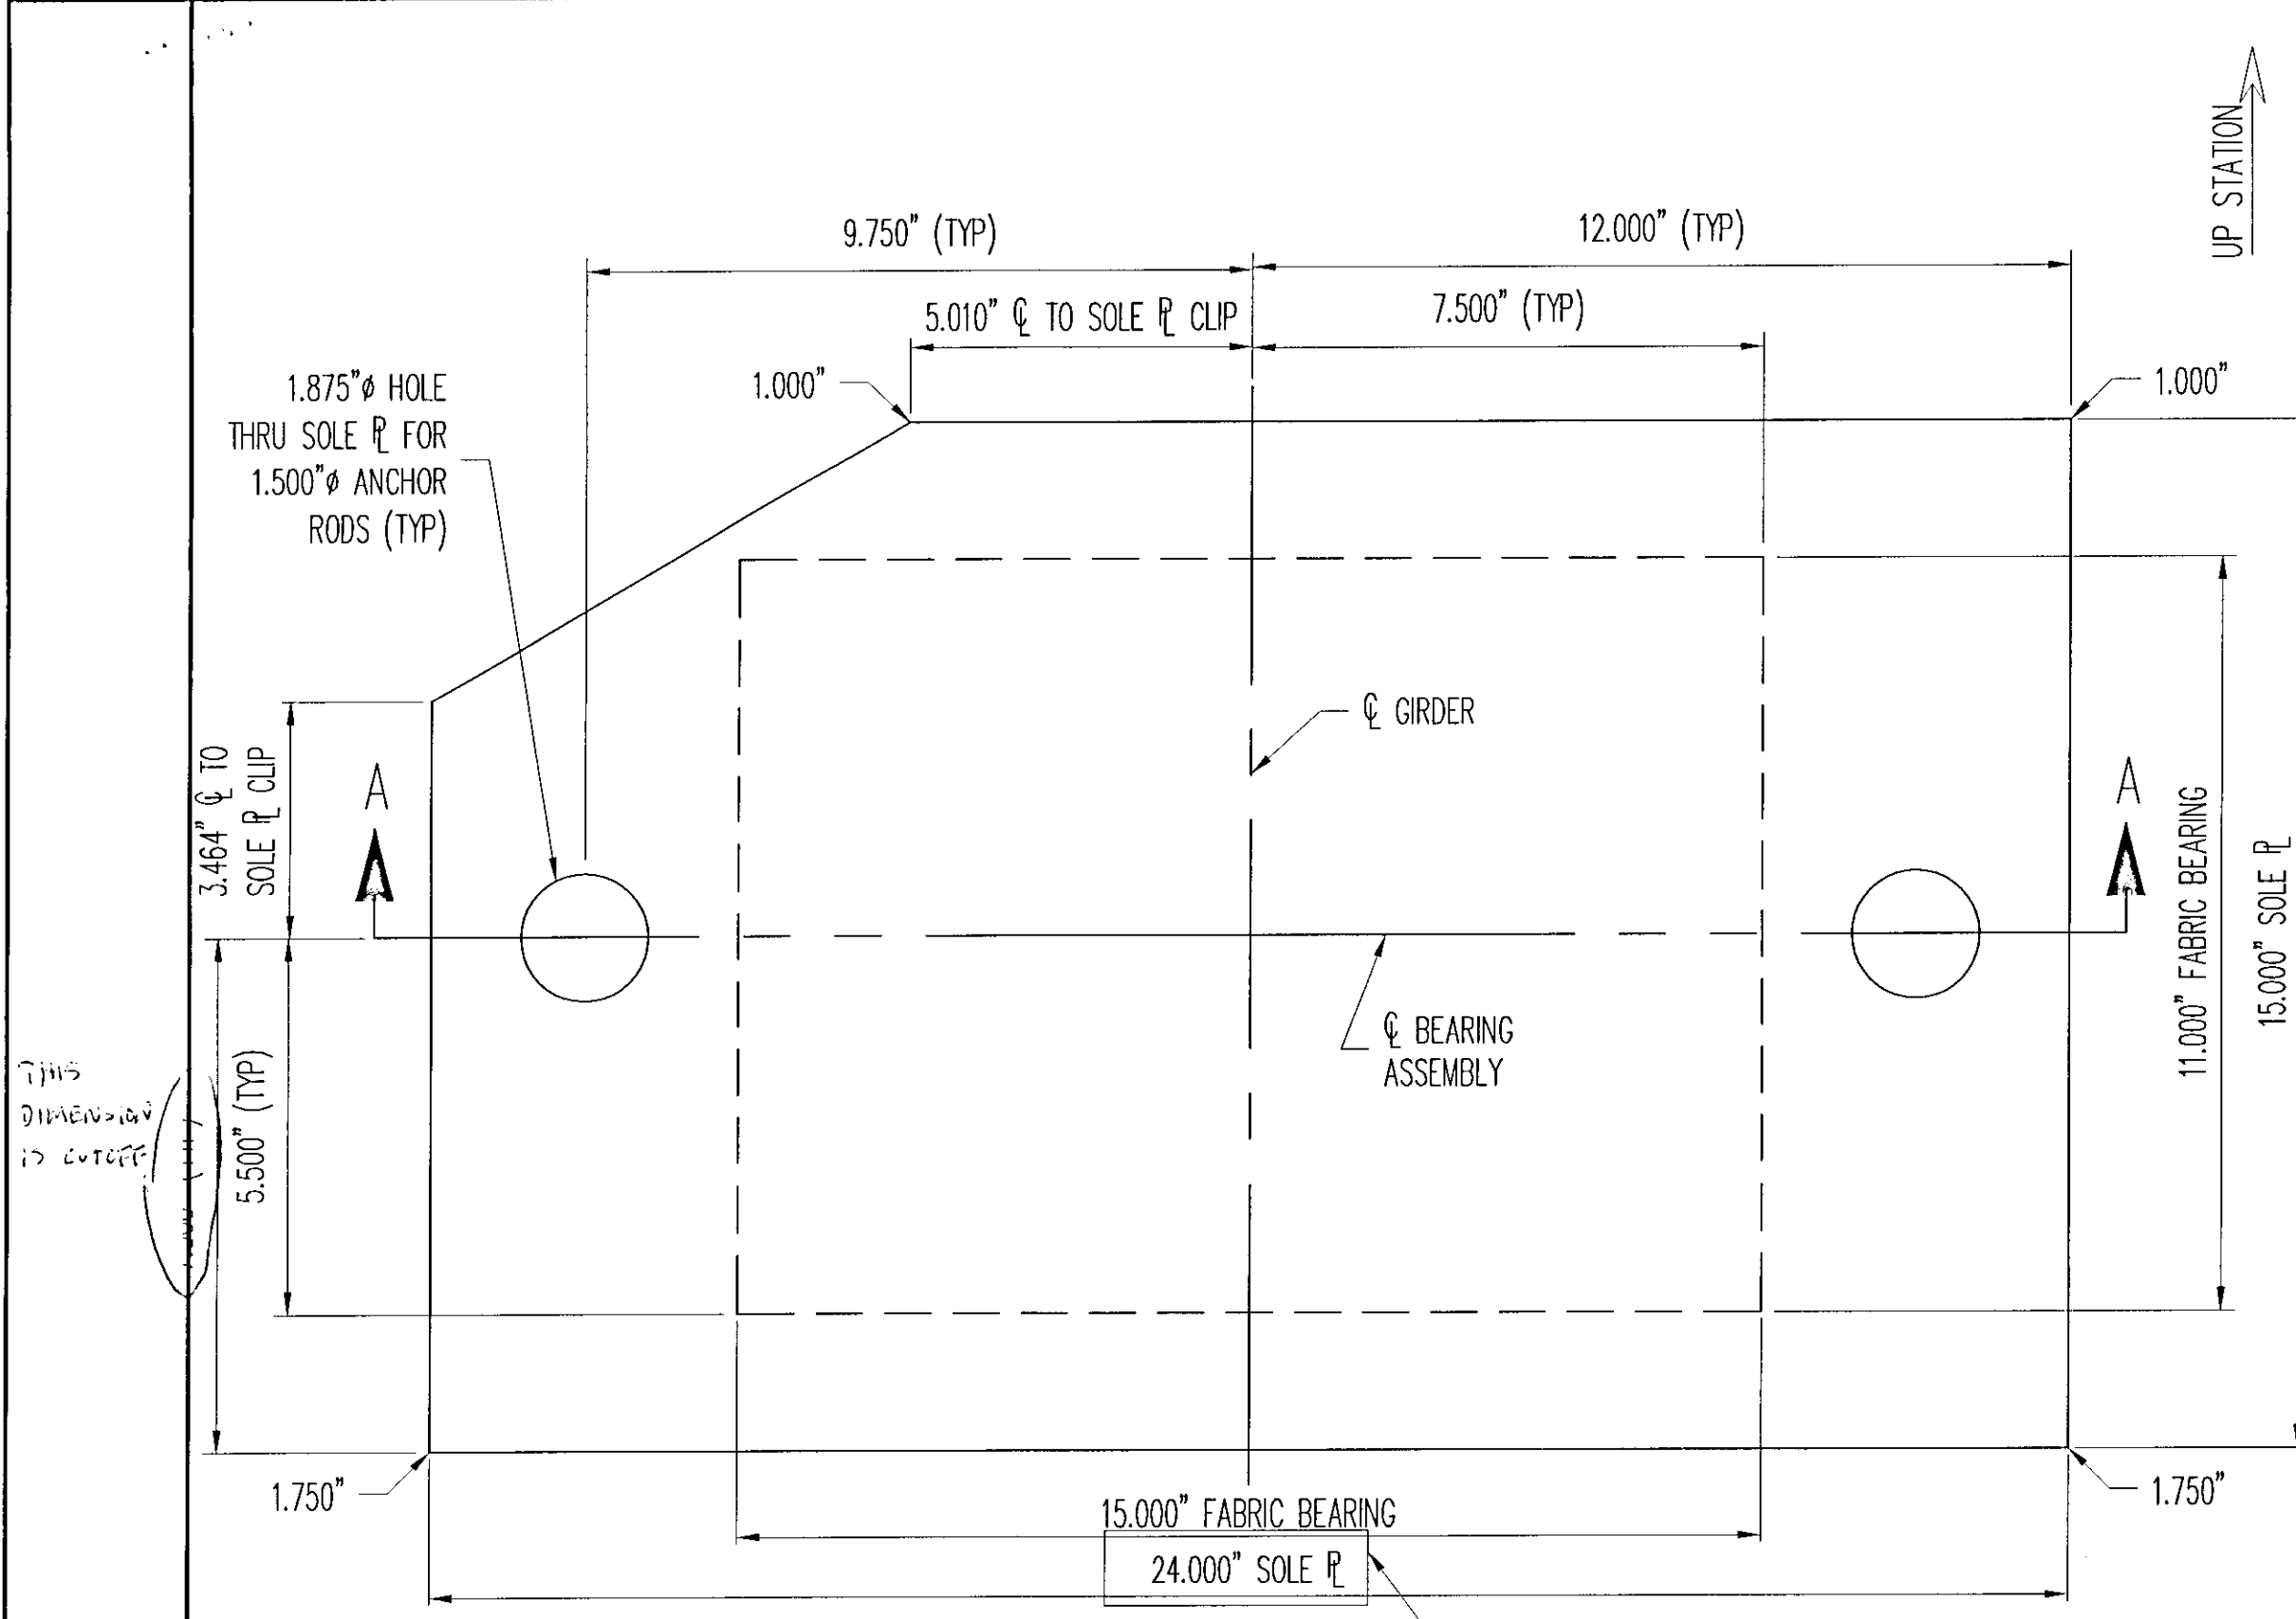 UP STATION
9.750" (TYP)
12.000" (TYP)
5.010" ℄ TO SOLE ⅊ CLIP
7.500" (TYP)
1.875"ø HOLE
THRU SOLE ⅊ FOR
1.500"ø ANCHOR
RODS (TYP)
1.000"
1.000"
℄ GIRDER
3.464" ℄ TO
SOLE ⅊ CLIP
A
A
11.000" FABRIC BEARING
15.000" SOLE ⅊
℄ BEARING
ASSEMBLY
THIS
DIMENSION
IS CUTOFF
5.500" (TYP)
1.750"
1.750"
15.000" FABRIC BEARING
24.000" SOLE ⅊